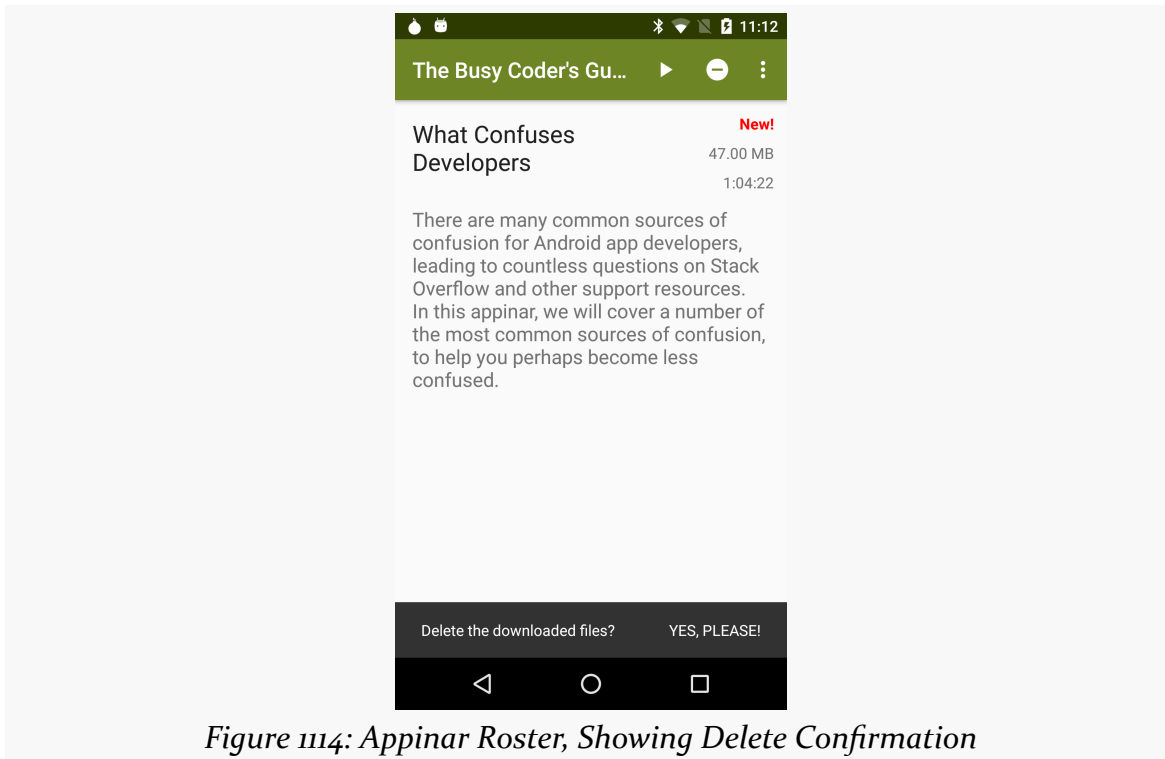 11:12
The Busy Coder's Gu...
What Confuses
Developers
New!
47.00 MB
1:04:22
There are many common sources of
confusion for Android app developers,
leading to countless questions on Stack
Overflow and other support resources.
In this appinar, we will cover a number of
the most common sources of confusion,
to help you perhaps become less
confused.
Delete the downloaded files? YES, PLEASE!
Figure 1114: Appinar Roster, Showing Delete Confirmation